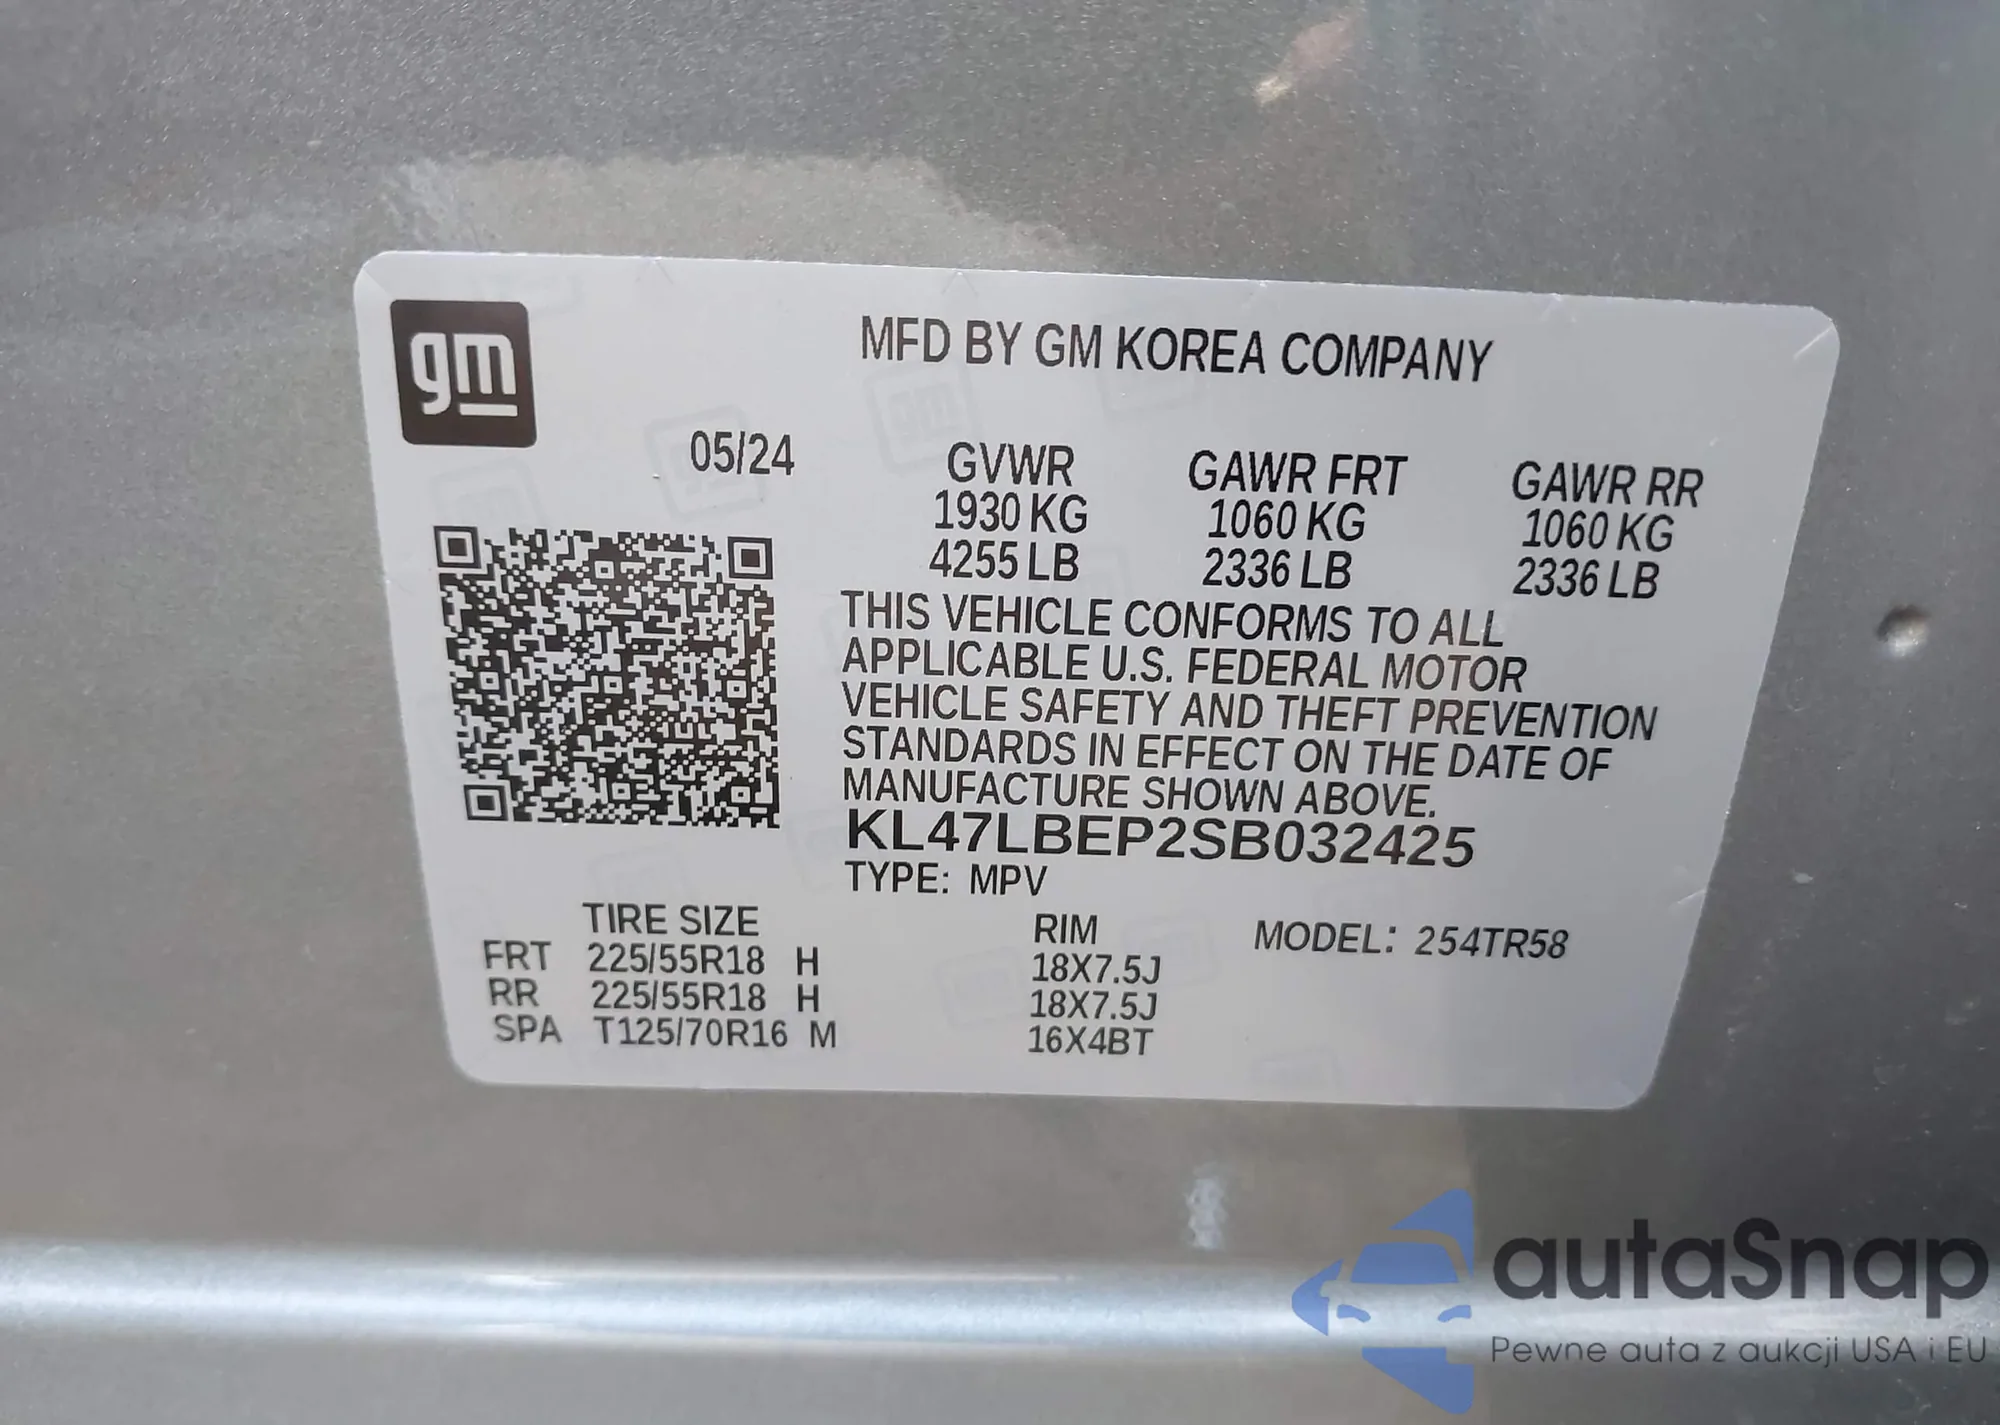 gm
MFD BY GM KOREA COMPANY
05/24
GVWR GAWR FRT GAWR RR
1930 KG 1060 KG 1060 KG
4255 LB 2336 LB 2336 LB
THIS VEHICLE CONFORMS TO ALL
APPLICABLE U.S. FEDERAL MOTOR
VEHICLE SAFETY AND THEFT PREVENTION
STANDARDS IN EFFECT ON THE DATE OF
MANUFACTURE SHOWN ABOVE.
KL47LBEP2SB032425
TYPE: MPV
TIRE SIZE RIM MODEL: 254TR58
FRT 225/55R18 H 18X7.5J
RR 225/55R18 H 18X7.5J
SPA T125/70R16 M 16X4BT
autaSnap
Pewne auta z aukcji USA i EU